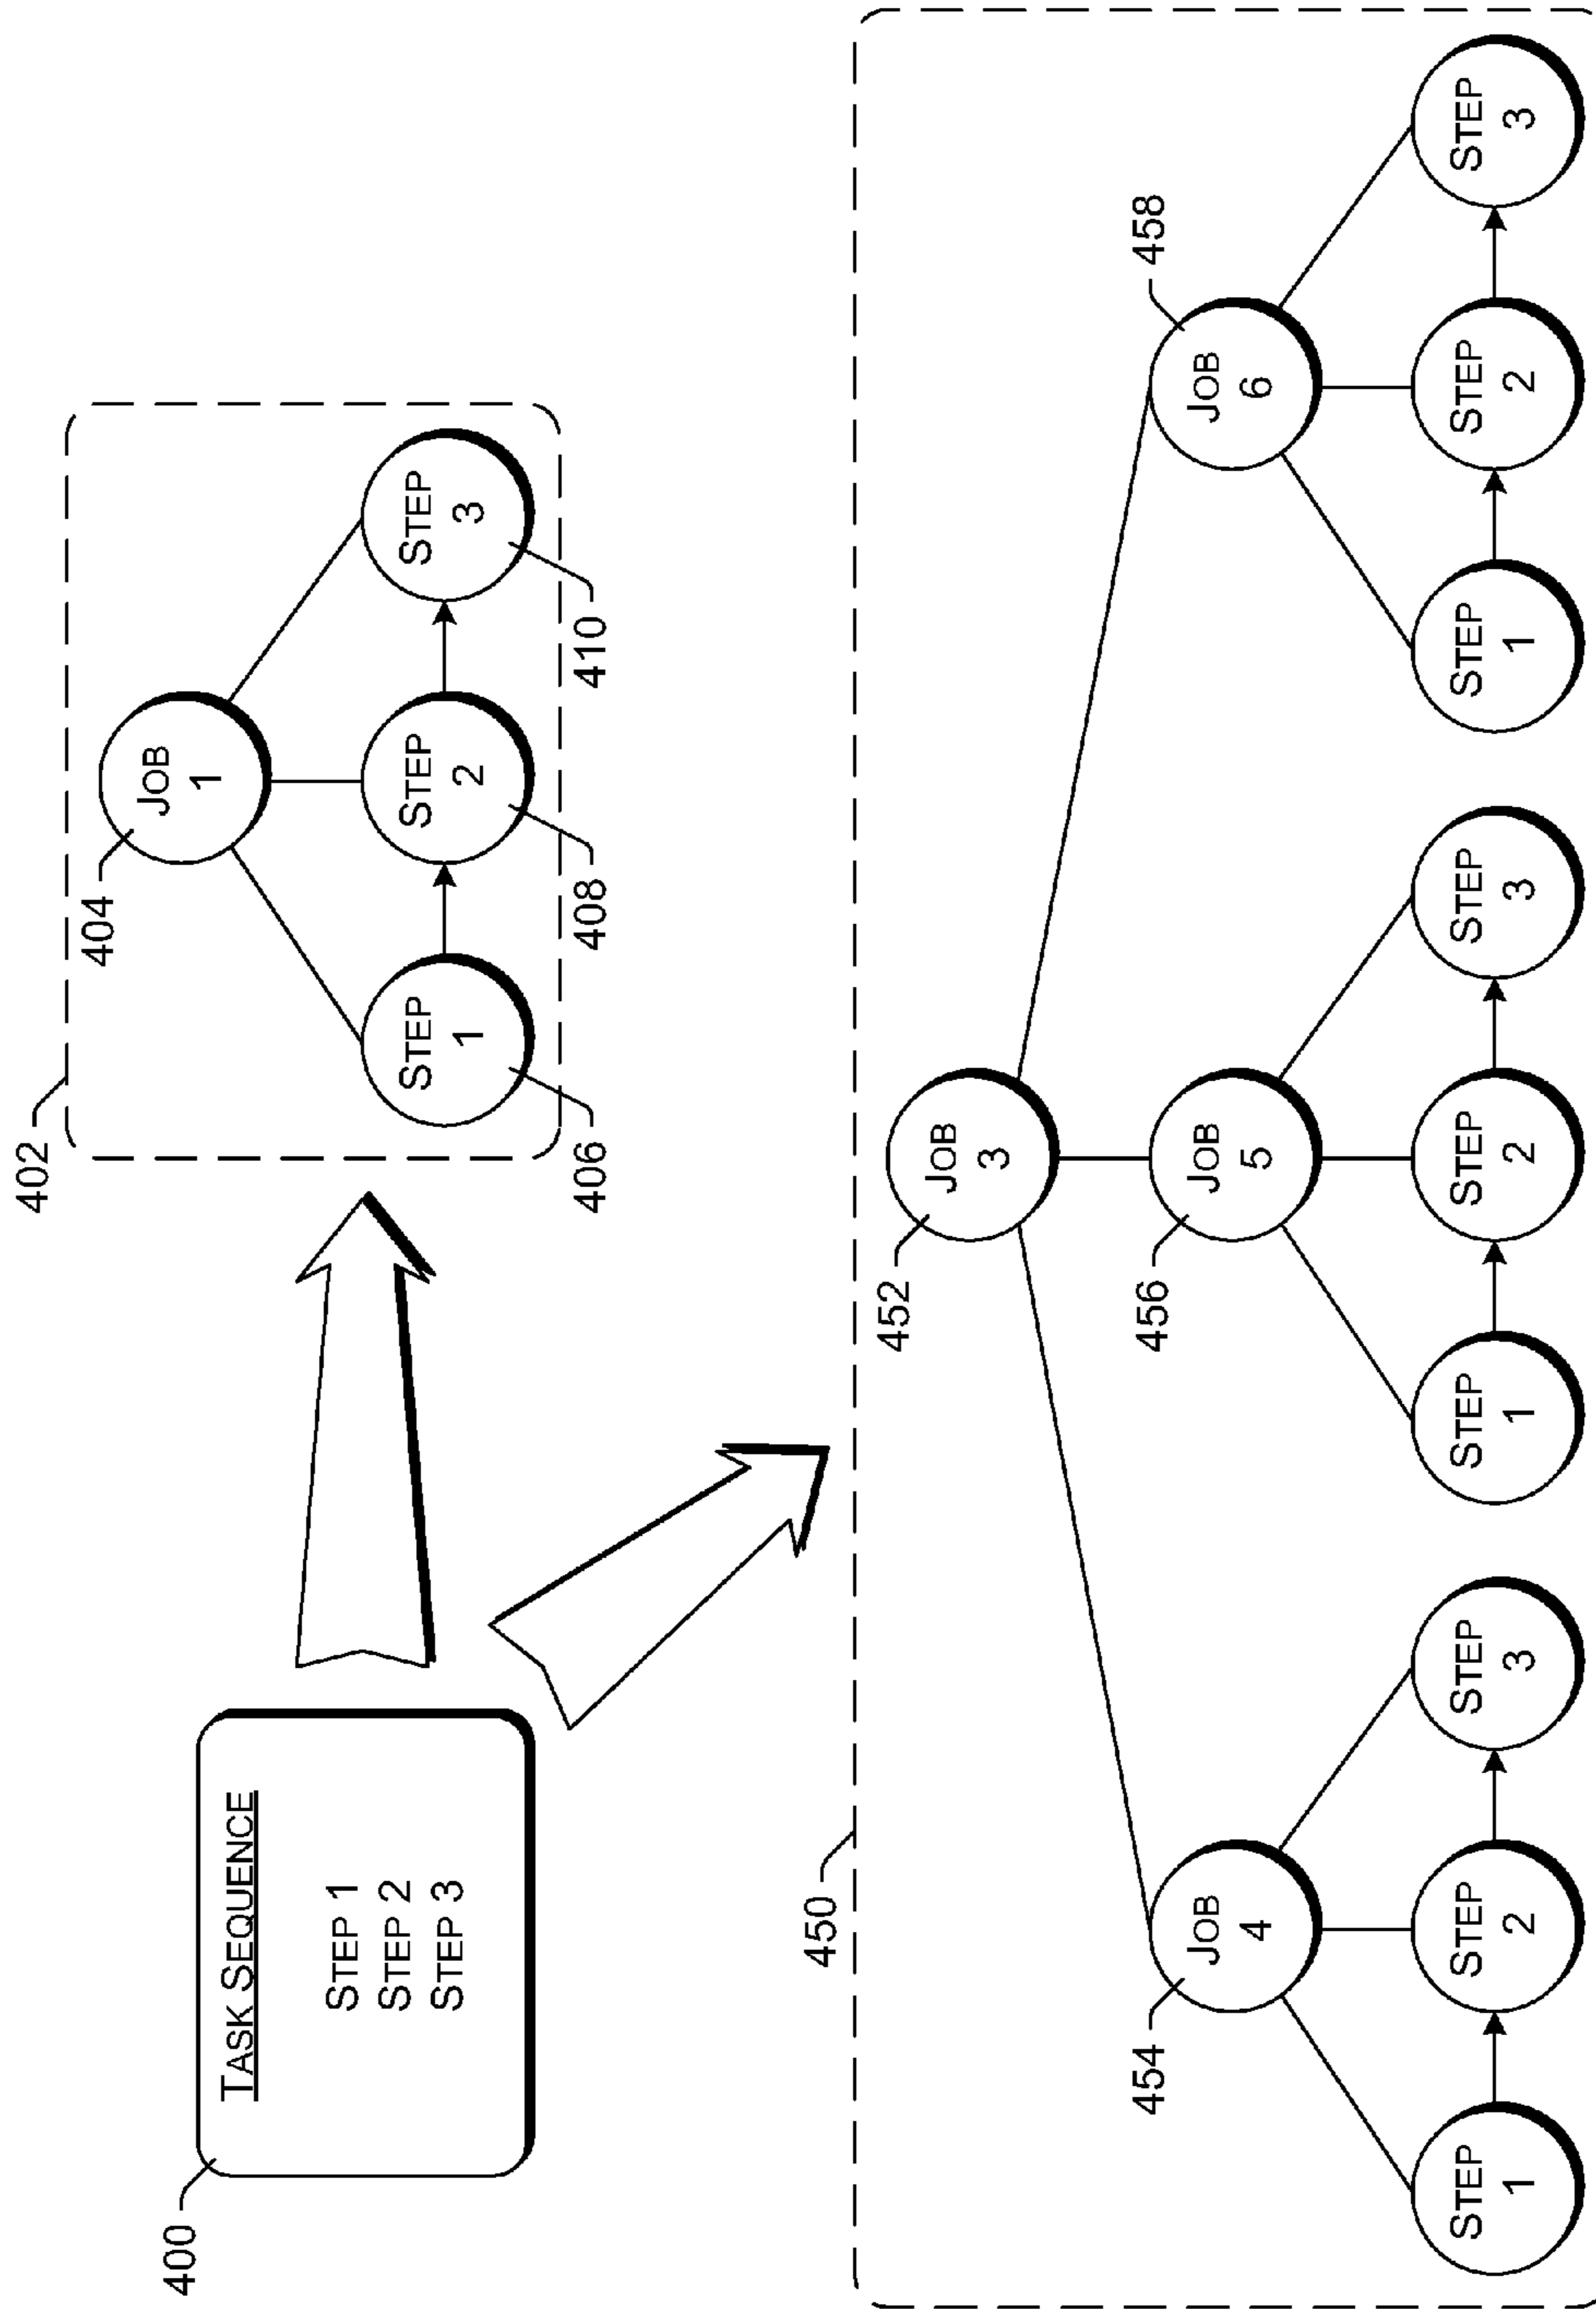 400
TASK SEQUENCE
STEP 1
STEP 2
STEP 3
402
404
JOB
1
STEP
1
STEP
2
STEP
3
406
408
410
450
452
JOB
3
454
JOB
4
456
JOB
5
458
JOB
6
STEP
1
STEP
2
STEP
3
STEP
1
STEP
2
STEP
3
STEP
1
STEP
2
STEP
3